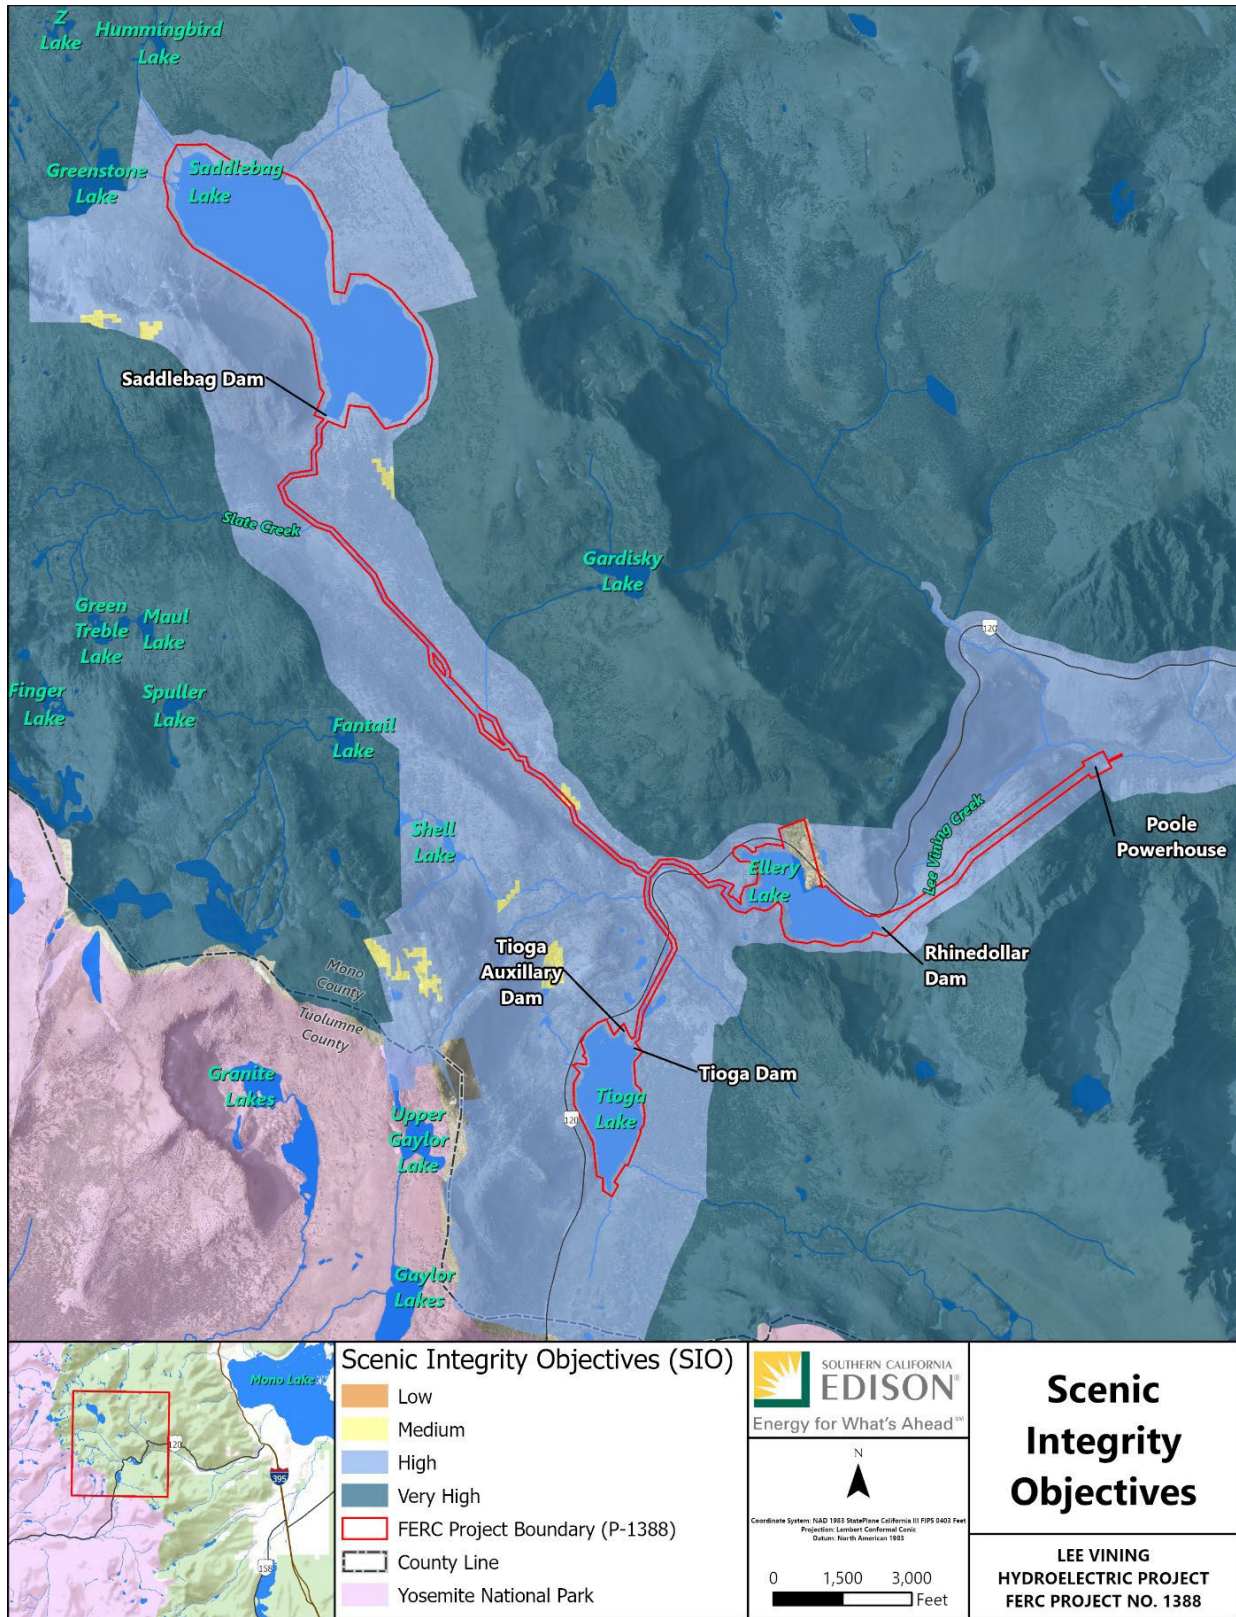 Z
Lake
Hummingbird
Lake
Greenstone
Lake
Saddlebag
Lake
Saddlebag Dam
Slate Creek
Gardisky
Lake
Green
Treble
Lake
Maul
Lake
Finger
Lake
Spuller
Lake
Fantail
Lake
120
Shell
Lake
Lee Vining Creek
Poole
Powerhouse
Ellery
Lake
Rhinedollar
Dam
Tioga
Auxillary
Dam
Mono
County
Tuolumne
County
Tioga Dam
Granite
Lakes
Tioga
Lake
120
Upper
Gaylor
Lake
Gaylor
Lakes
Mono Lake
120
395
158
Scenic Integrity Objectives (SIO)
Low
Medium
High
Very High
FERC Project Boundary (P-1388)
County Line
Yosemite National Park
SOUTHERN CALIFORNIA
EDISON®
Energy for What's Ahead℠
N
Coordinate System: NAD 1983 StatePlane California III FIPS 0403 Feet
Projection: Lambert Conformal Conic
Datum: North American 1983
0 1,500 3,000
Feet
Scenic
Integrity
Objectives
LEE VINING
HYDROELECTRIC PROJECT
FERC PROJECT NO. 1388